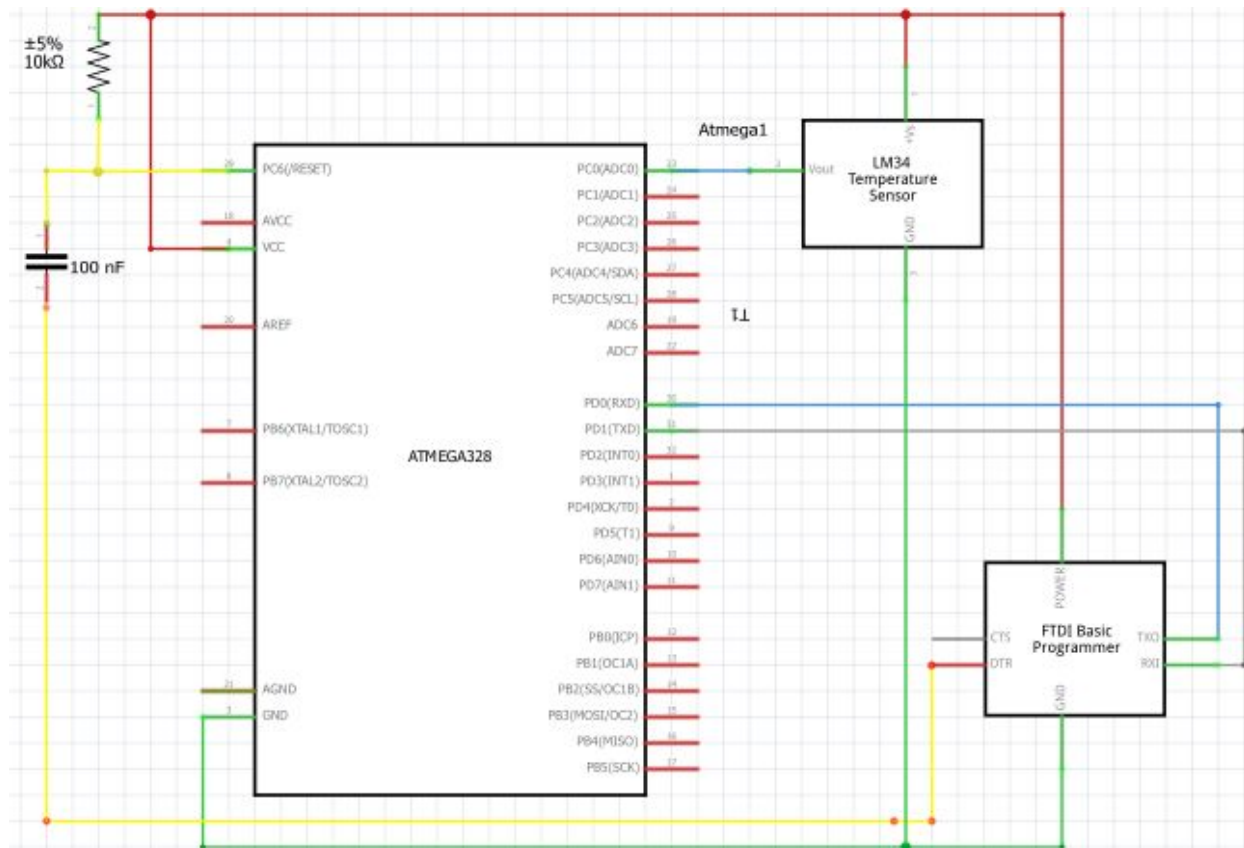 ±5%
10kΩ
100 nF
PC6(/RESET)
AVCC
VCC
AREF
PB6(XTAL1/TOSC1)
PB7(XTAL2/TOSC2)
AGND
GND
ATMEGA328
PC0(ADC0)
PC1(ADC1)
PC2(ADC2)
PC3(ADC3)
PC4(ADC4/SDA)
PC5(ADC5/SCL)
ADC6
ADC7
PD0(RXD)
PD1(TXD)
PD2(INT0)
PD3(INT1)
PD4(XCK/T0)
PD5(T1)
PD6(AIN0)
PD7(AIN1)
PB0(ICP)
PB1(OC1A)
PB2(SS/OC1B)
PB3(MOSI/OC2)
PB4(MISO)
PB5(SCK)
Atmega1
+VS
Vout
LM34
Temperature
Sensor
GND
T1
POWER
CTS
DTR
FTDI Basic
Programmer
TXO
RXI
GND